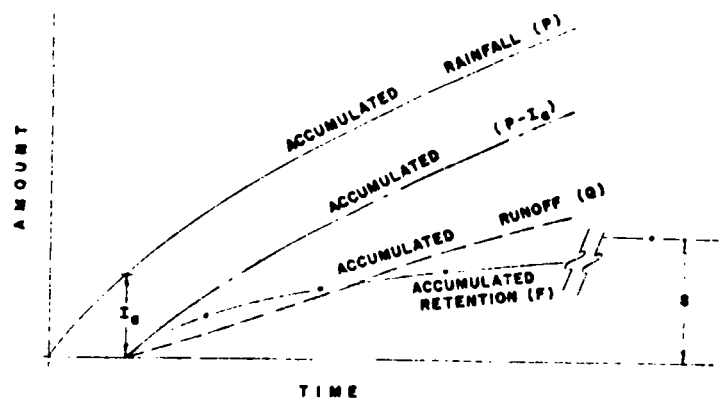 AMOUNT
ACCUMULATED RAINFALL (P)
ACCUMULATED (P-Ia)
ACCUMULATED RUNOFF (Q)
ACCUMULATED
RETENTION (F)
Ia
S
TIME